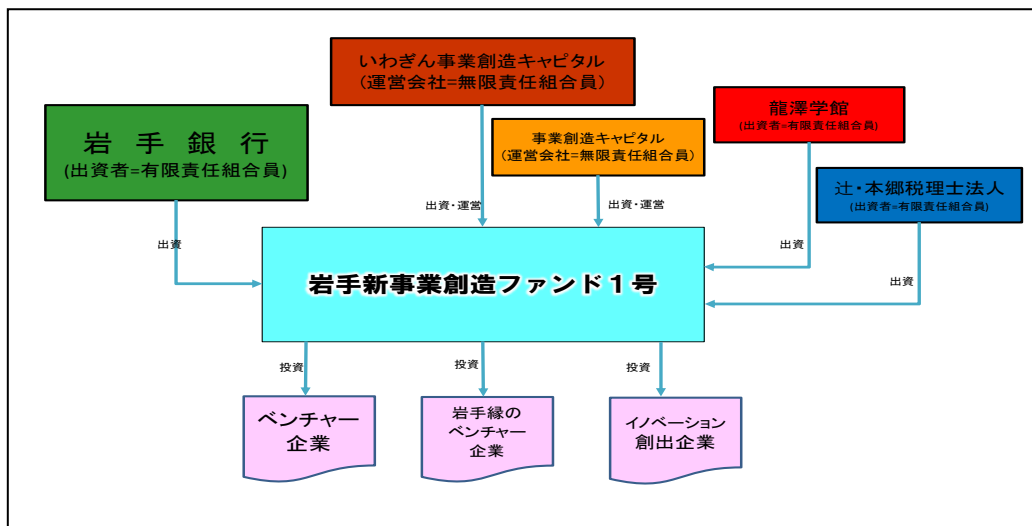 いわぎん事業創造キャピタル
（運営会社=無限責任組合員）
龍澤学館
(出資者=有限責任組合員)
岩手銀行
(出資者=有限責任組合員)
事業創造キャピタル
（運営会社=無限責任組合員）
辻・本郷税理士法人
(出資者=有限責任組合員)
出資・運営
出資・運営
出資
出資
出資
岩手新事業創造ファンド１号
投資
投資
投資
ベンチャー
企業
岩手縁の
ベンチャー
企業
イノベーション
創出企業